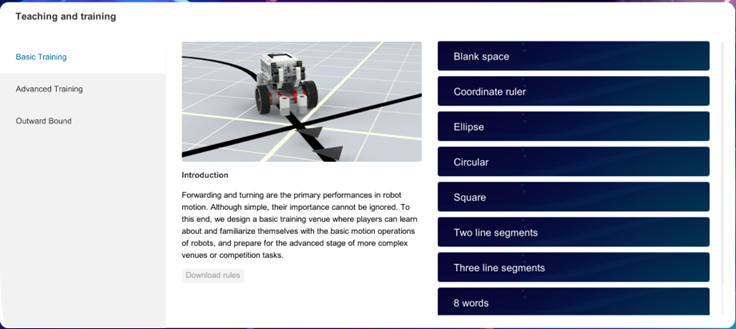 Teaching and training
Basic Training
Advanced Training
Outward Bound
Introduction
Forwarding and turning are the primary performances in robot
motion. Although simple, their importance cannot be ignored. To
this end, we design a basic training venue where players can learn
about and familiarize themselves with the basic motion operations
of robots, and prepare for the advanced stage of more complex
venues or competition tasks.
Download rules
Blank space
Coordinate ruler
Ellipse
Circular
Square
Two line segments
Three line segments
8 words